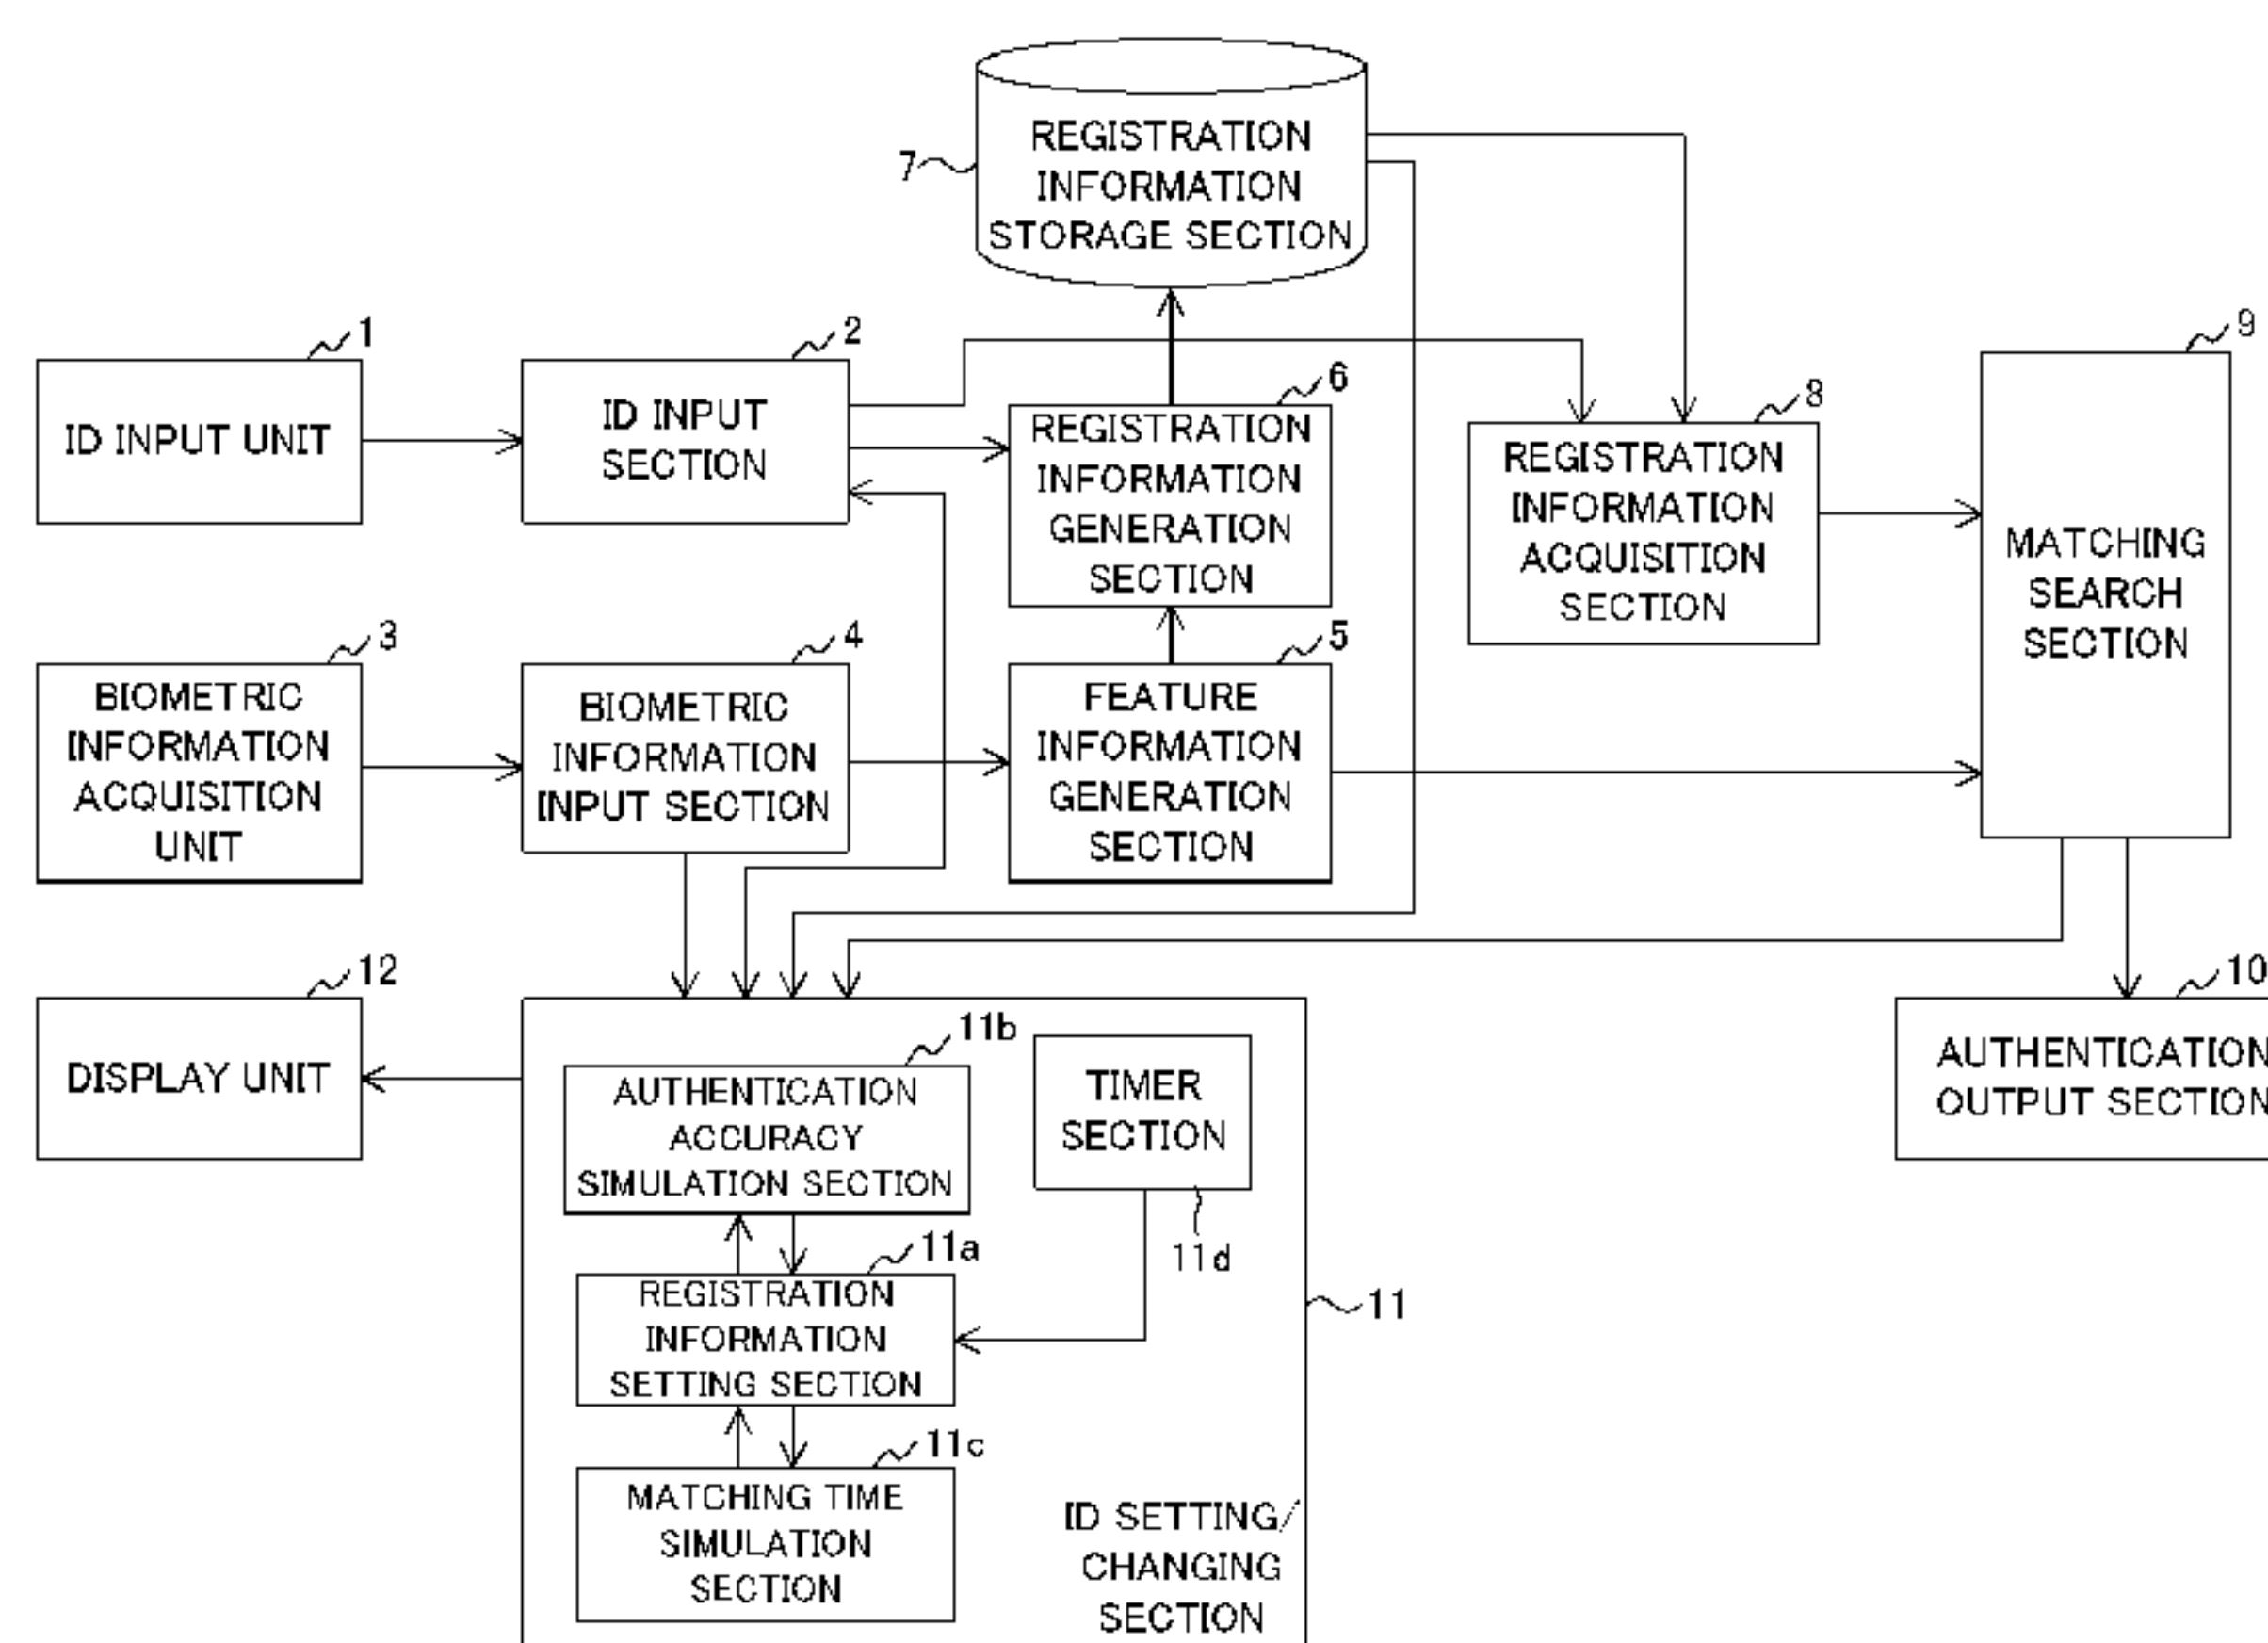 7
REGISTRATION
INFORMATION
STORAGE SECTION
1
ID INPUT UNIT
2
ID INPUT
SECTION
6
REGISTRATION
INFORMATION
GENERATION
SECTION
8
REGISTRATION
INFORMATION
ACQUISITION
SECTION
9
MATCHING
SEARCH
SECTION
3
BIOMETRIC
INFORMATION
ACQUISITION
UNIT
4
BIOMETRIC
INFORMATION
INPUT SECTION
5
FEATURE
INFORMATION
GENERATION
SECTION
12
DISPLAY UNIT
10
AUTHENTICATION
OUTPUT SECTION
11b
AUTHENTICATION
ACCURACY
SIMULATION SECTION
TIMER
SECTION
11d
11a
REGISTRATION
INFORMATION
SETTING SECTION
11
11c
MATCHING TIME
SIMULATION
SECTION
ID SETTING/
CHANGING
SECTION